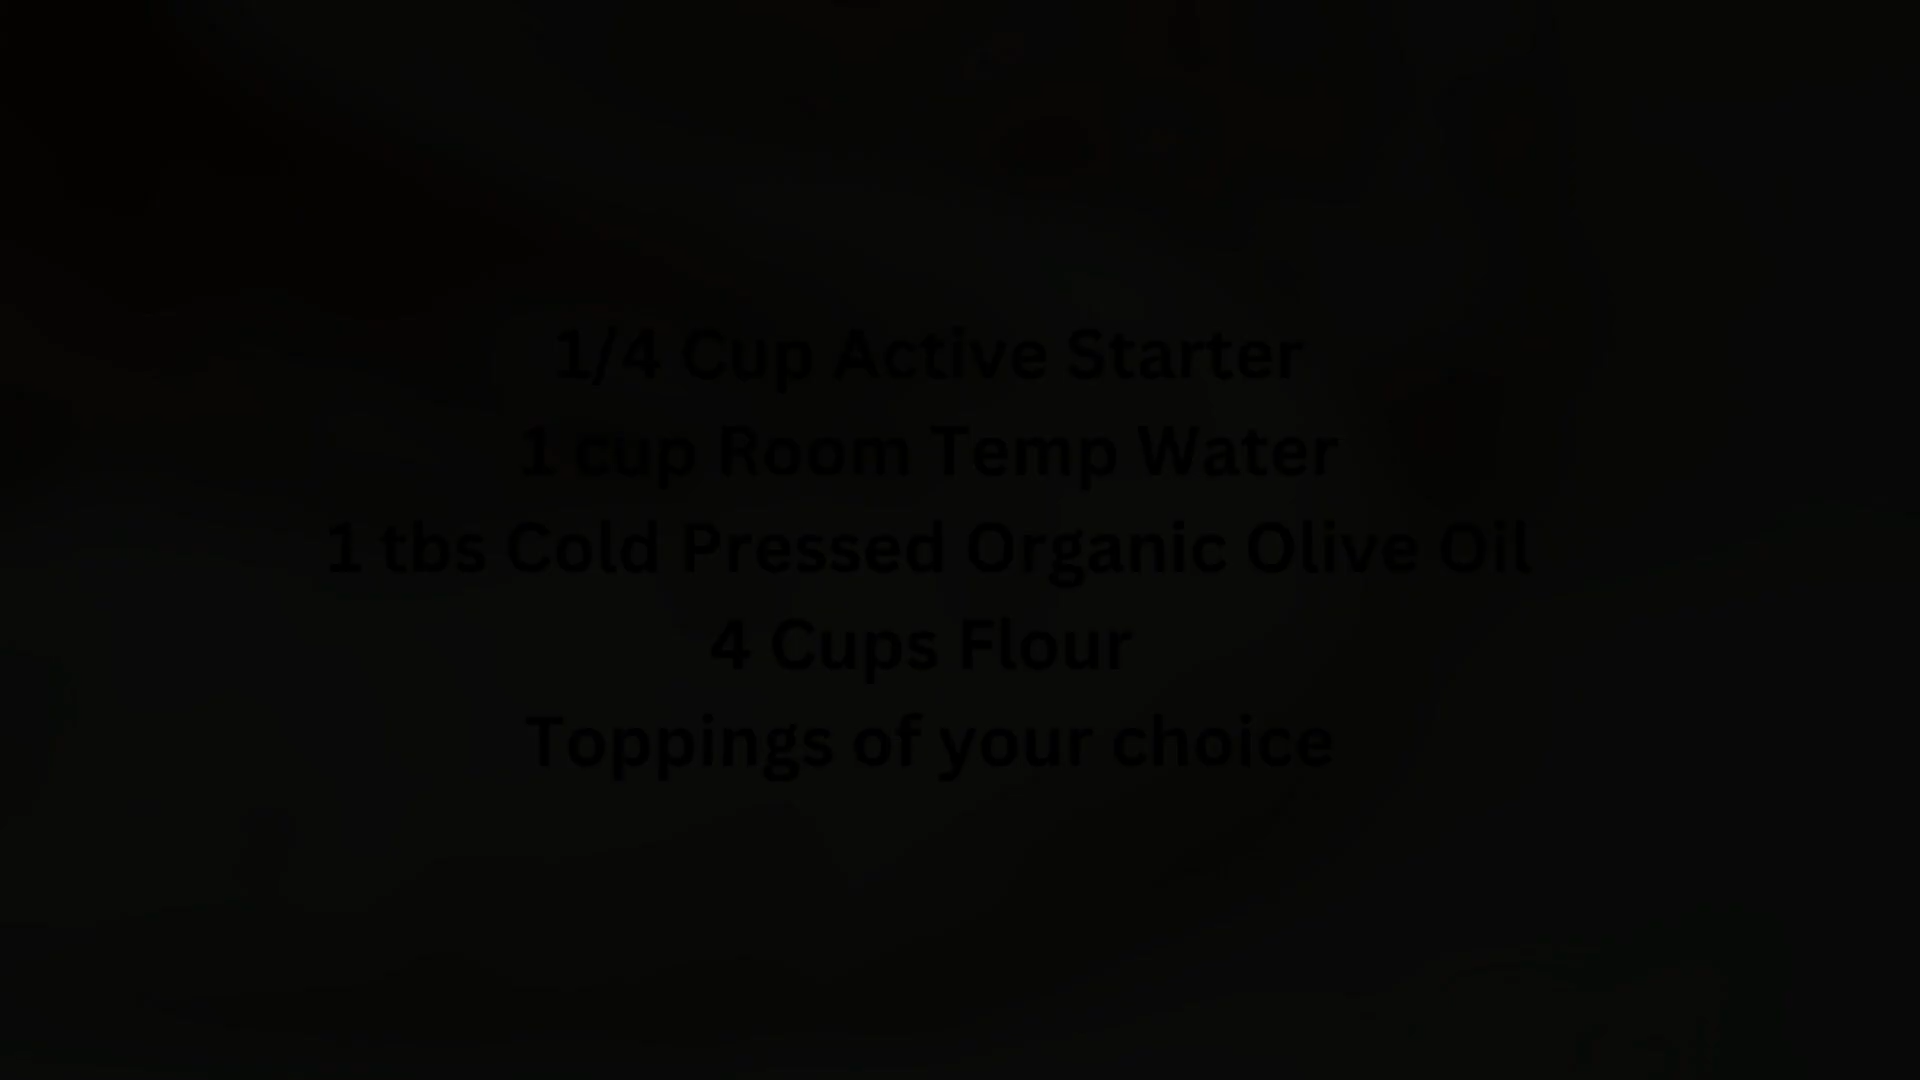 1/4 Cup Active Starter
1 cup Room Temp Water
1 tbs Cold Pressed Organic Olive Oil
4 Cups Flour
Toppings of your choice